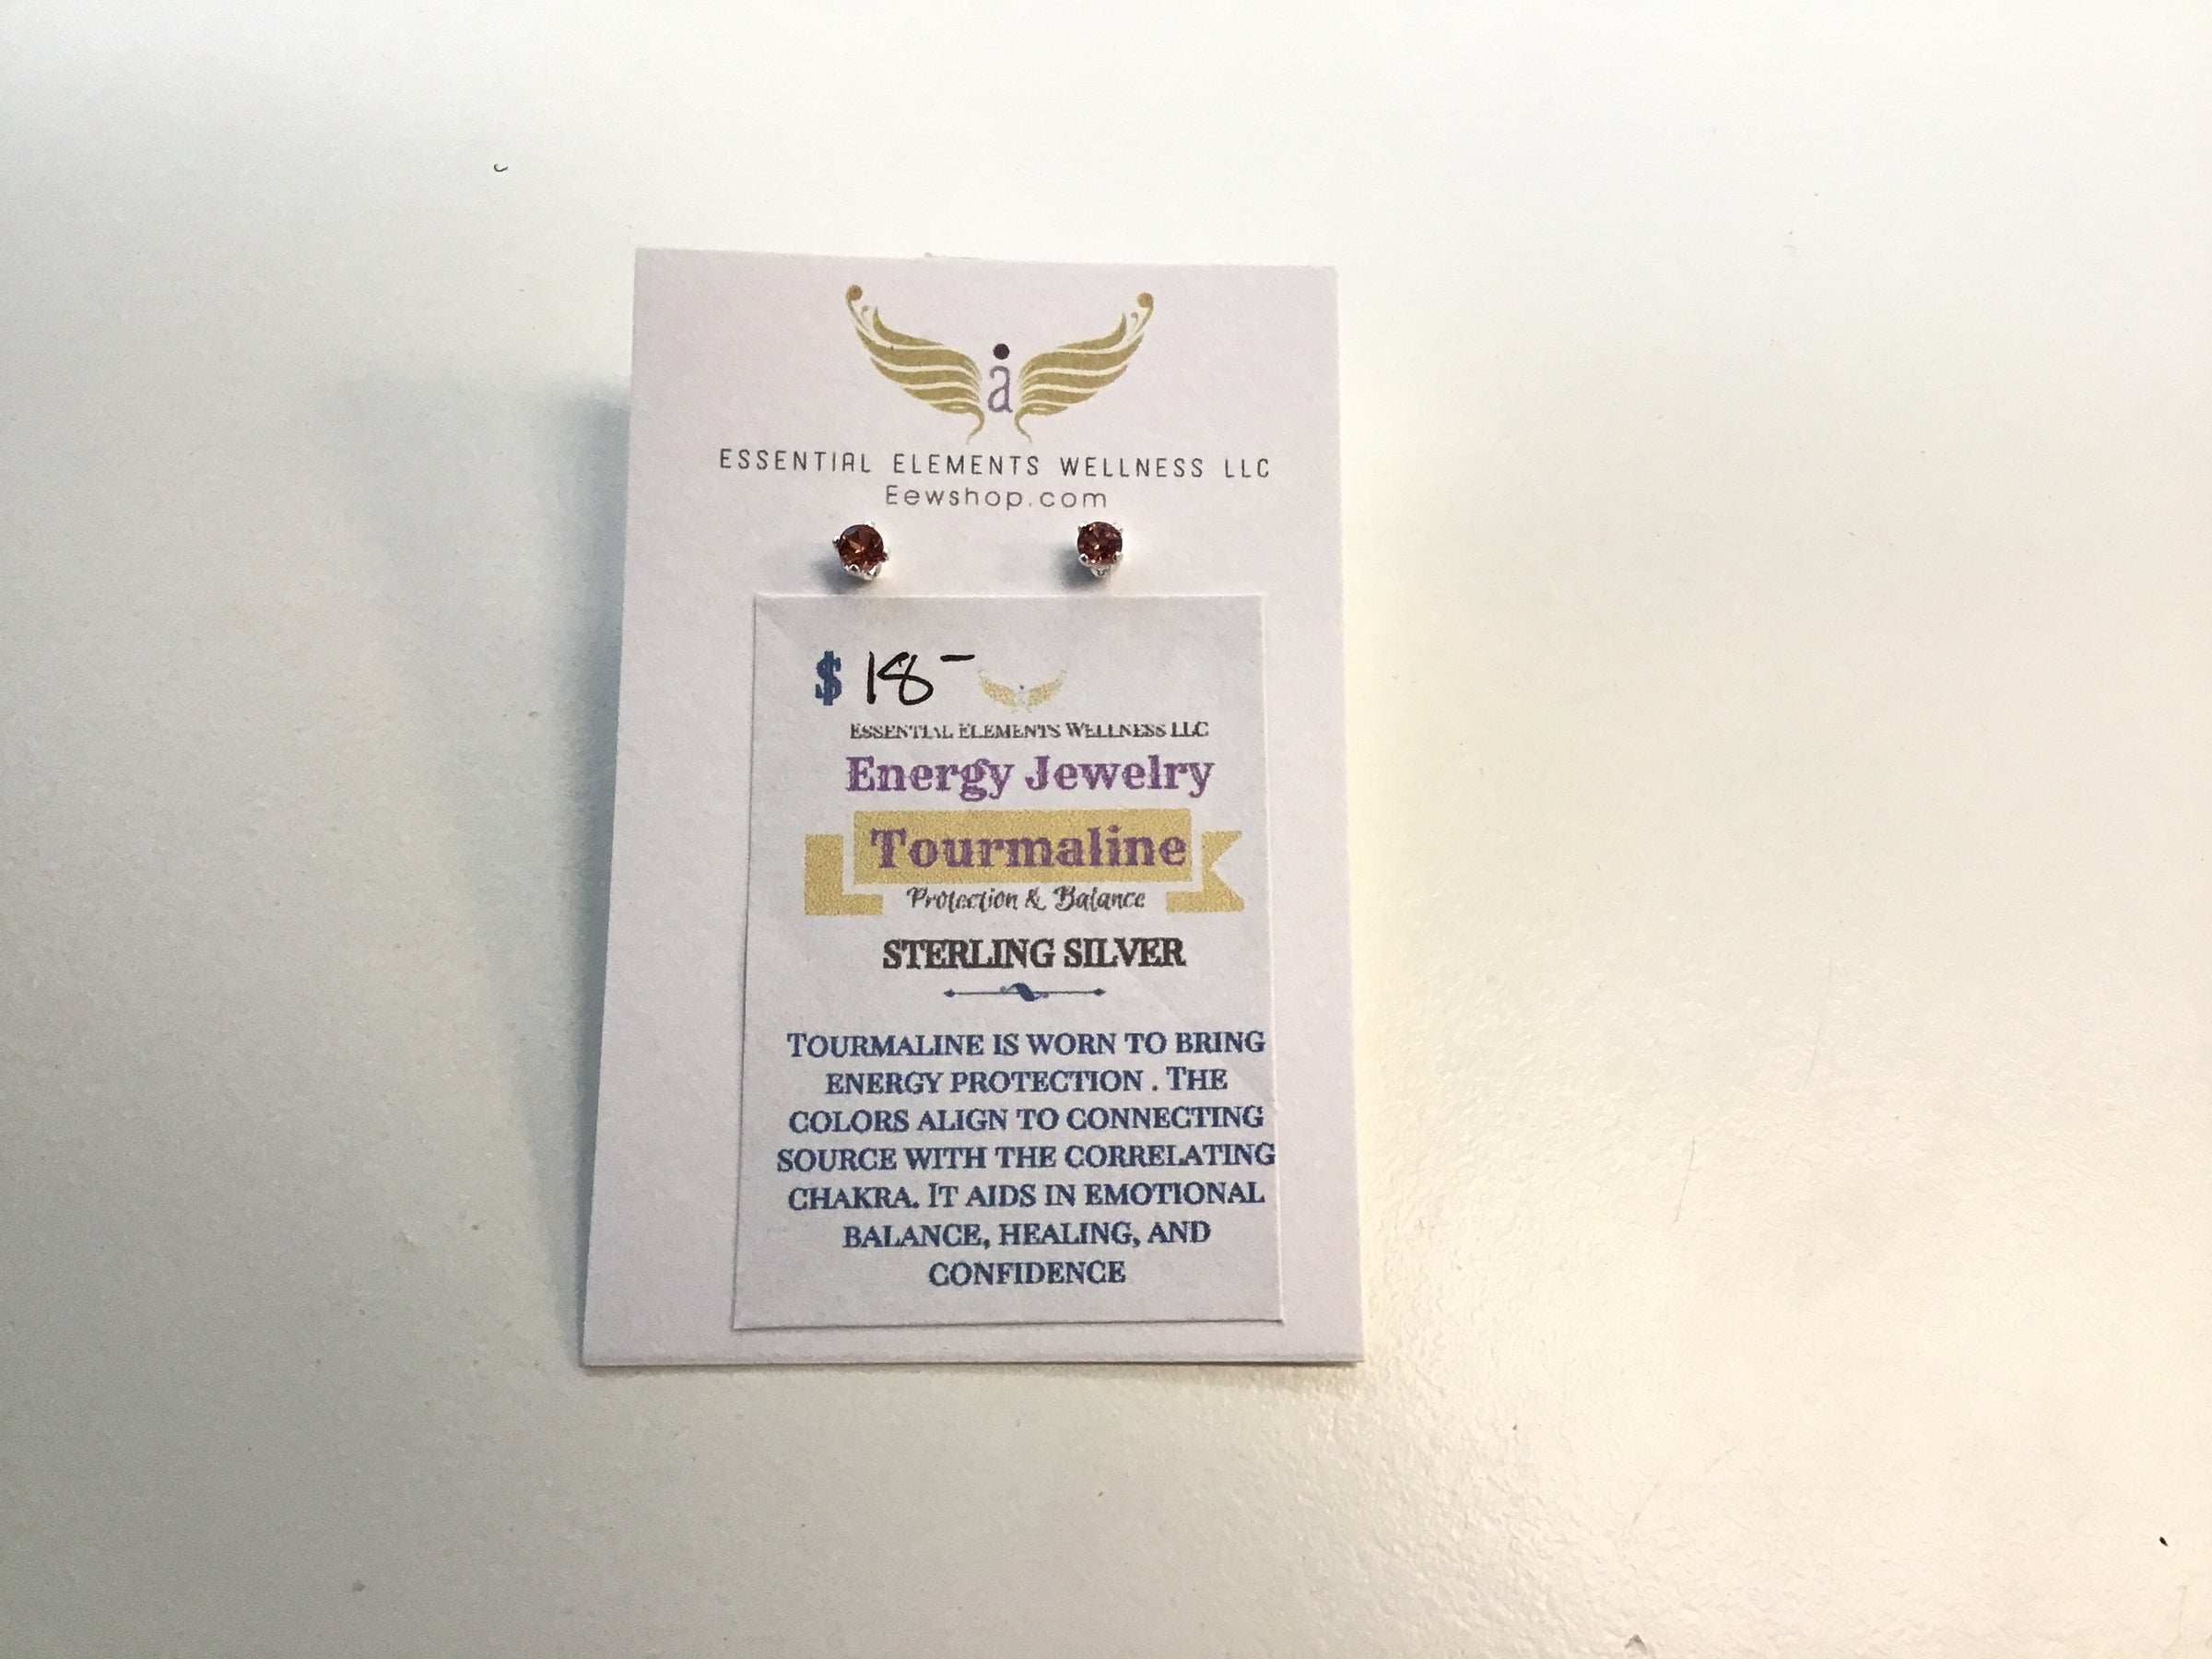 a
ESSENTIAL ELEMENTS WELLNESS LLC
Eewshop.com
$ 18-
ESSENTIAL ELEMENTS WELLNESS LLC
Energy Jewelry
Tourmaline
Protection & Balance
STERLING SILVER
TOURMALINE IS WORN TO BRING
ENERGY PROTECTION . THE
COLORS ALIGN TO CONNECTING
SOURCE WITH THE CORRELATING
CHAKRA. IT AIDS IN EMOTIONAL
BALANCE, HEALING, AND
CONFIDENCE